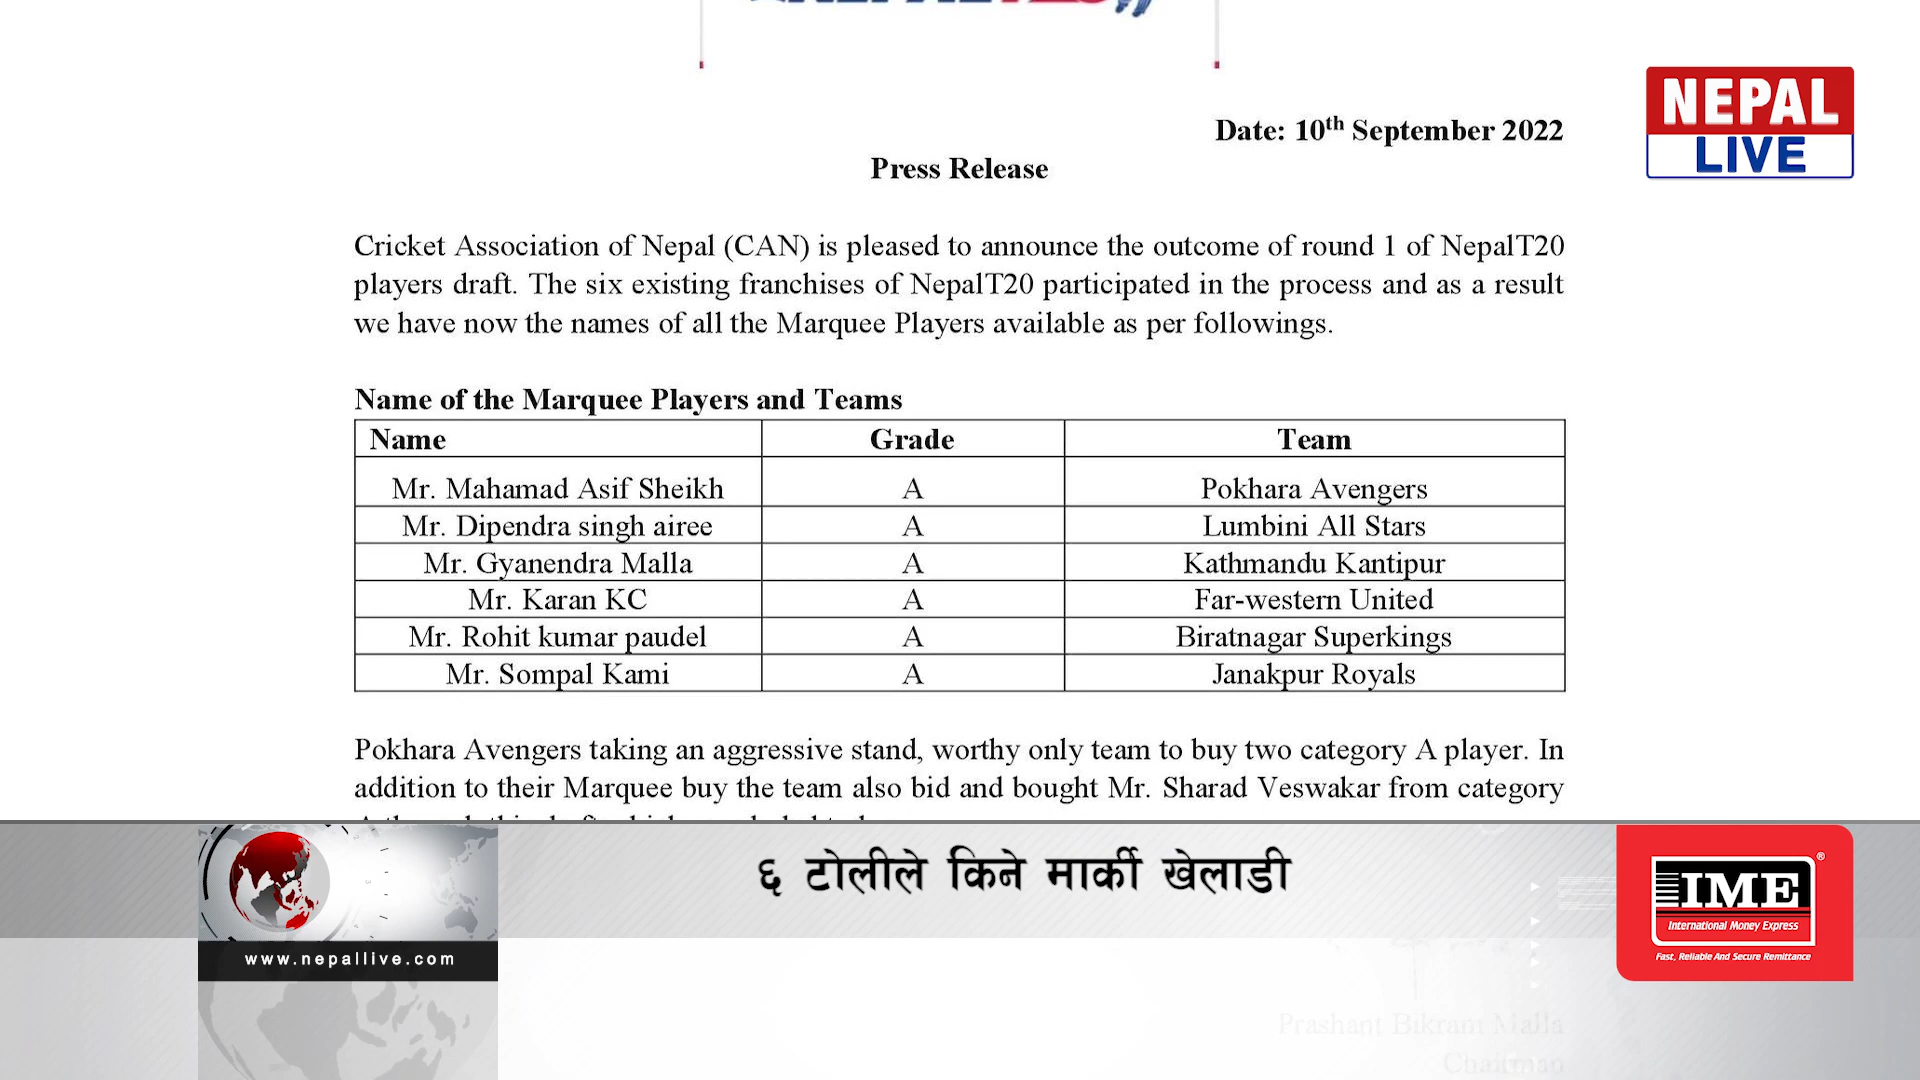 Date: 10th September 2022
Press Release
Cricket Association of Nepal (CAN) is pleased to announce the outcome of round 1 of NepalT20
players draft. The six existing franchises of NepalT20 participated in the process and as a result
we have now the names of all the Marquee Players available as per followings.
Name of the Marquee Players and Teams
Name Grade Team
Mr. Mahamad Asif Sheikh A Pokhara Avengers
Mr. Dipendra singh airee A Lumbini All Stars
Mr. Gyanendra Malla A Kathmandu Kantipur
Mr. Karan KC A Far-western United
Mr. Rohit kumar paudel A Biratnagar Superkings
Mr. Sompal Kami A Janakpur Royals
Pokhara Avengers taking an aggressive stand, worthy only team to buy two category A player. In
addition to their Marquee buy the team also bid and bought Mr. Sharad Veswakar from category
NEPAL
LIVE
६ टोलीले किने मार्की खेलाडी
www.nepallive.com
IME ®
International Money Express
Fast, Reliable And Secure Remittance
Prashant Bikram Malla
Chairman